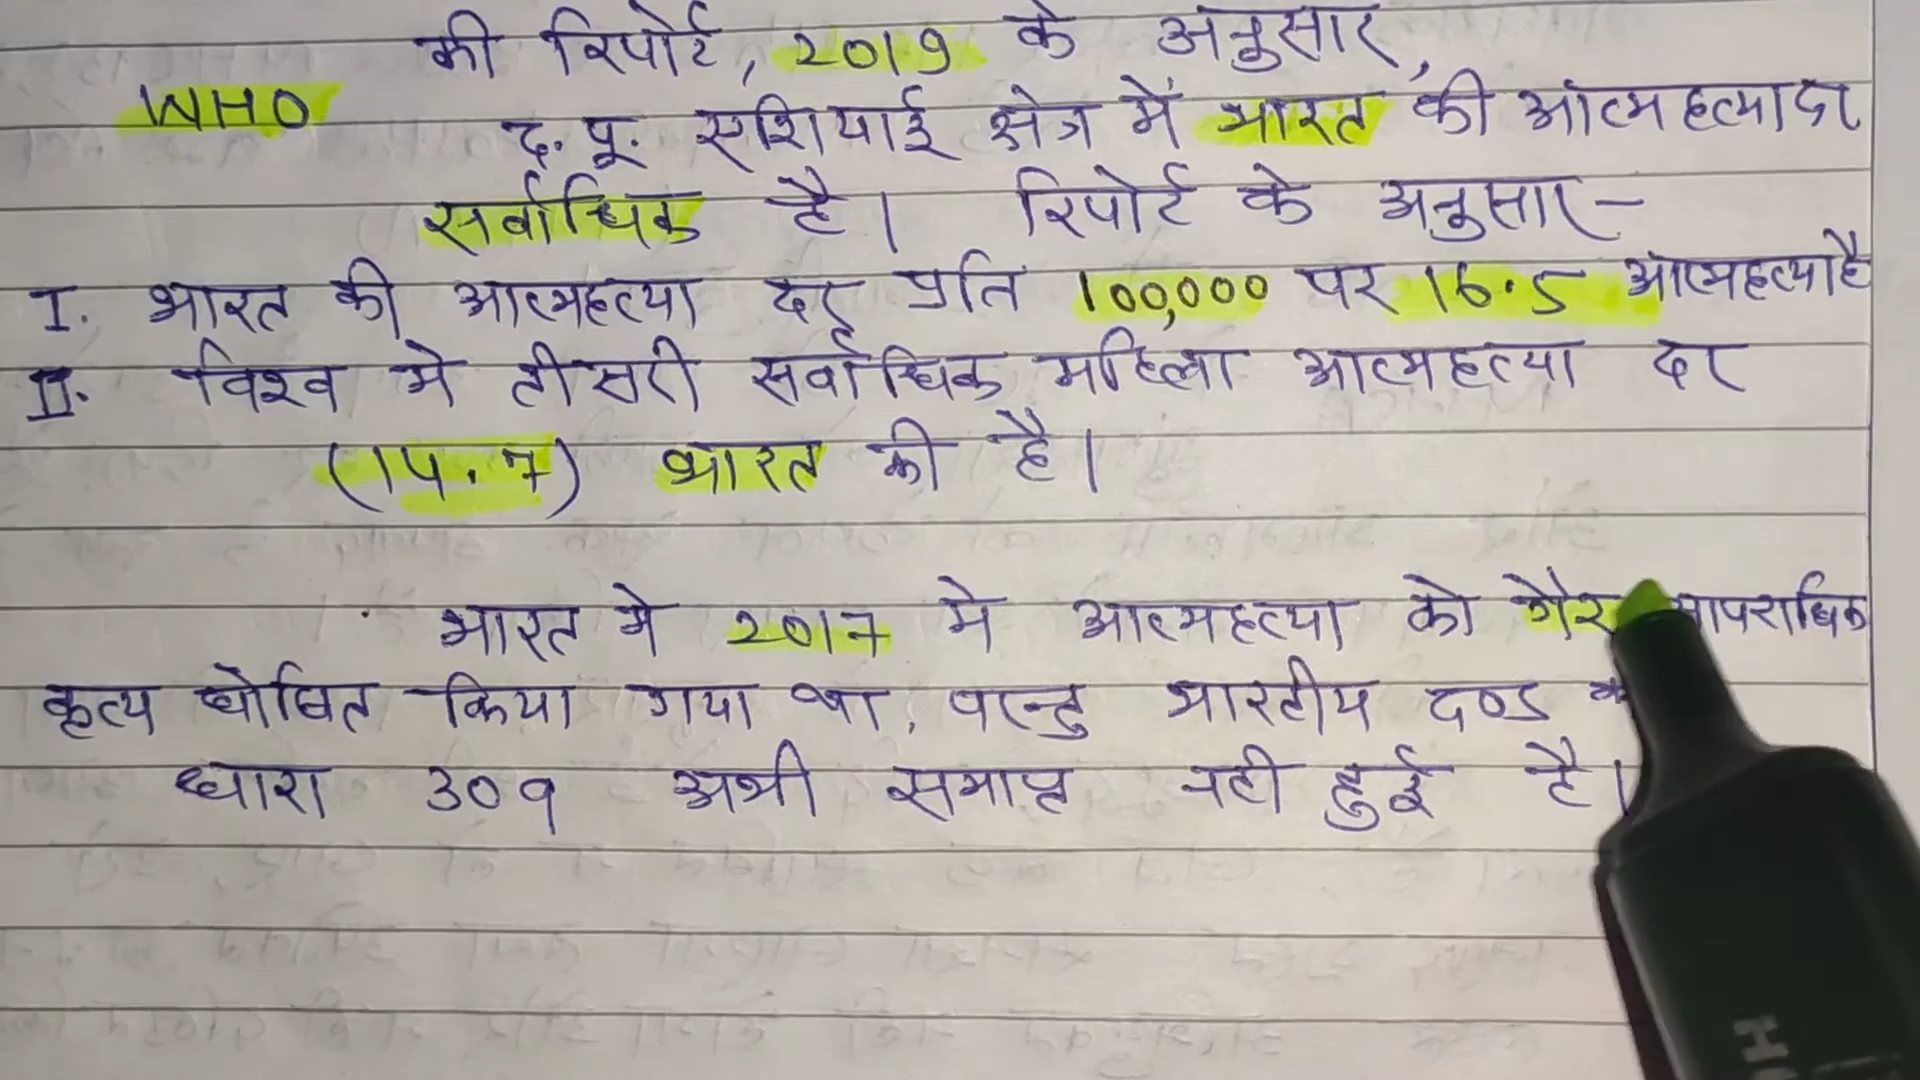 की रिपोर्ट, 2019 के अनुसार,
WHO
द. पू. एशियाई क्षेत्र में भारत की आत्महत्या दर
सर्वाधिक है। रिपोर्ट के अनुसार-
I. भारत की आत्महत्या दर प्रति 100,000 पर 16.5 आत्महत्या है
II. विश्व मे तीसरी सर्वाधिक महिला आत्महत्या दर
(14.7) भारत की है।
भारत मे 2017 मे आत्महत्या को गैर आपराधिक
कृत्य घोषित किया गया था, परन्तु भारतीय दण्ड
धारा 309 अभी समाप्त नही हुई है।
H